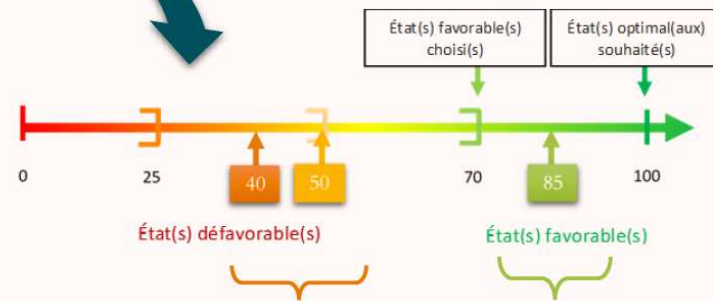 État(s) favorable(s)
choisi(s)
État(s) optimal(aux)
souhaité(s)
0
25
40
50
70
85
100
État(s) défavorable(s)
État(s) favorable(s)